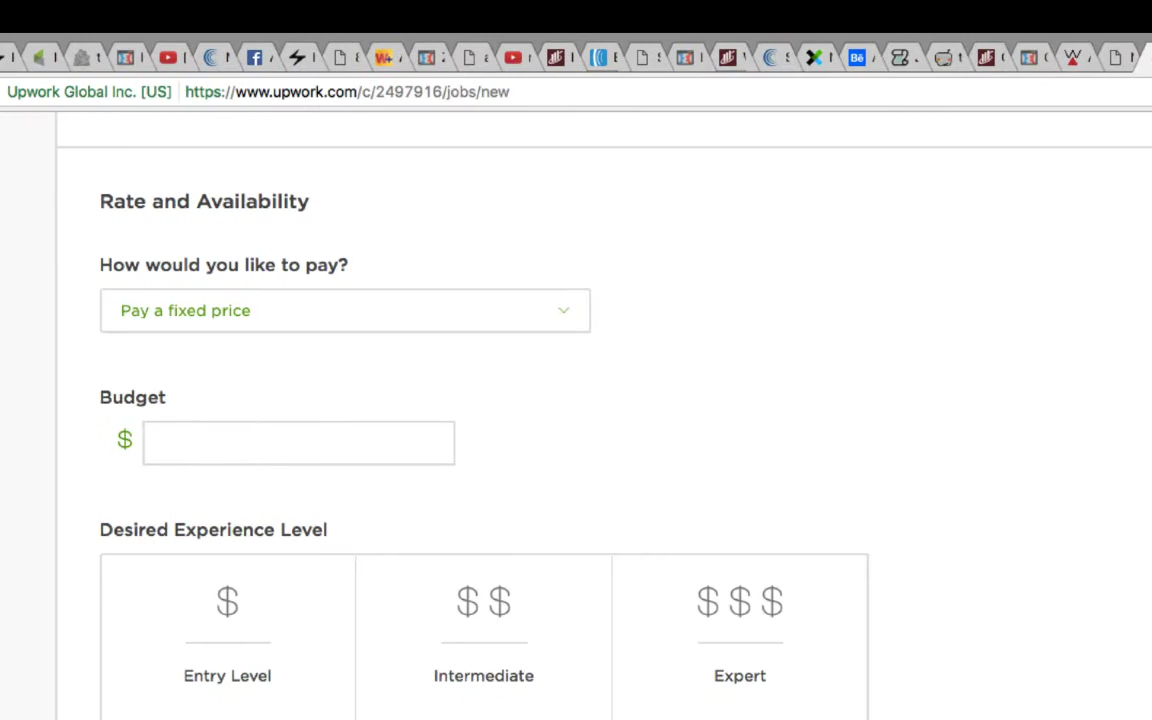 Upwork Global Inc. [US] https://www.upwork.com/c/2497916/jobs/new
Rate and Availability
How would you like to pay?
Pay a fixed price
Budget
$
Desired Experience Level
$ $$ $$$
Entry Level Intermediate Expert